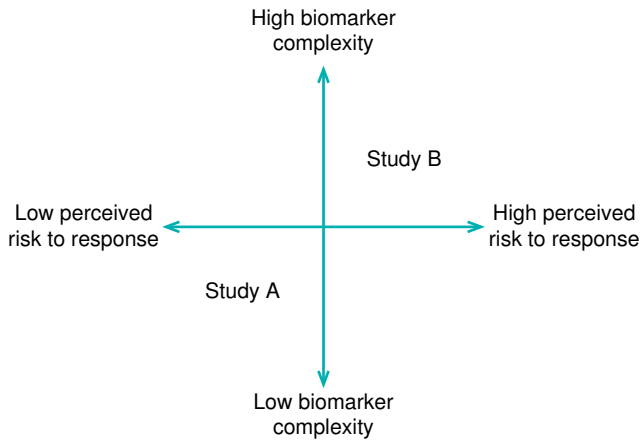 High biomarker
complexity
Study B
Low perceived
risk to response
High perceived
risk to response
Study A
Low biomarker
complexity